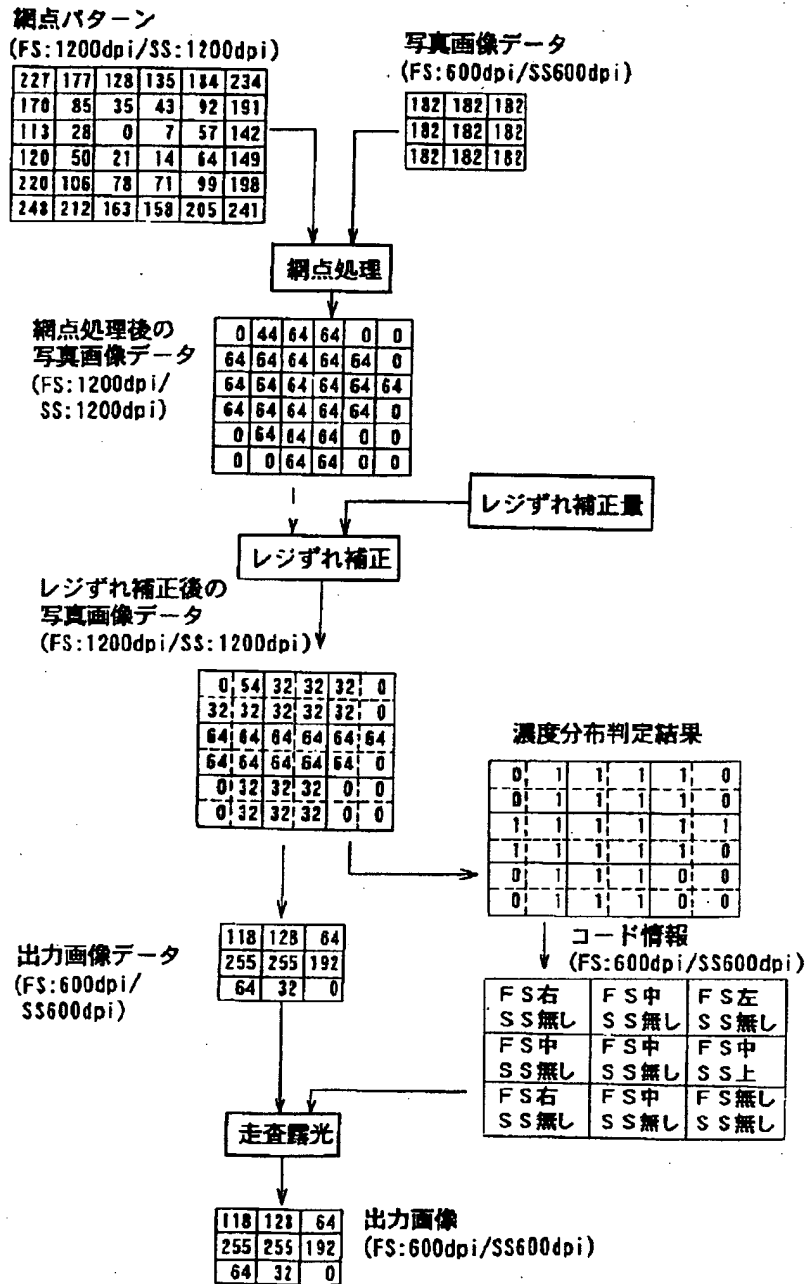 網点パターン
(FS:1200dpi/SS:1200dpi)
227 177 128 135 184 234
170 85 35 43 92 191
113 28 0 7 57 142
120 50 21 14 64 149
220 106 78 71 99 198
248 212 163 158 205 241
写真画像データ
(FS:600dpi/SS600dpi)
182 182 182
182 182 182
182 182 182
網点処理
網点処理後の
写真画像データ
(FS:1200dpi/
SS:1200dpi)
0 44 64 64 0 0
64 64 64 64 64 0
64 64 64 64 64 64
64 64 64 64 64 0
0 64 64 64 0 0
0 0 64 64 0 0
レジずれ補正量
レジずれ補正
レジずれ補正後の
写真画像データ
(FS:1200dpi/SS:1200dpi)
0 54 32 32 32 0
32 32 32 32 32 0
64 64 64 64 64 64
64 64 64 64 64 0
0 32 32 32 0 0
0 32 32 32 0 0
濃度分布判定結果
0 1 1 1 1 0
0 1 1 1 1 0
1 1 1 1 1 1
1 1 1 1 1 0
0 1 1 1 0 0
0 1 1 1 0 0
出力画像データ
(FS:600dpi/
SS600dpi)
118 128 64
255 255 192
64 32 0
コード情報
(FS:600dpi/SS600dpi)
FS右 FS中 FS左
SS無し SS無し SS無し
FS中 FS中 FS中
SS無し SS無し SS上
FS右 FS中 FS無し
SS無し SS無し SS無し
走査露光
118 128 64
255 255 192
64 32 0
出力画像
(FS:600dpi/SS600dpi)